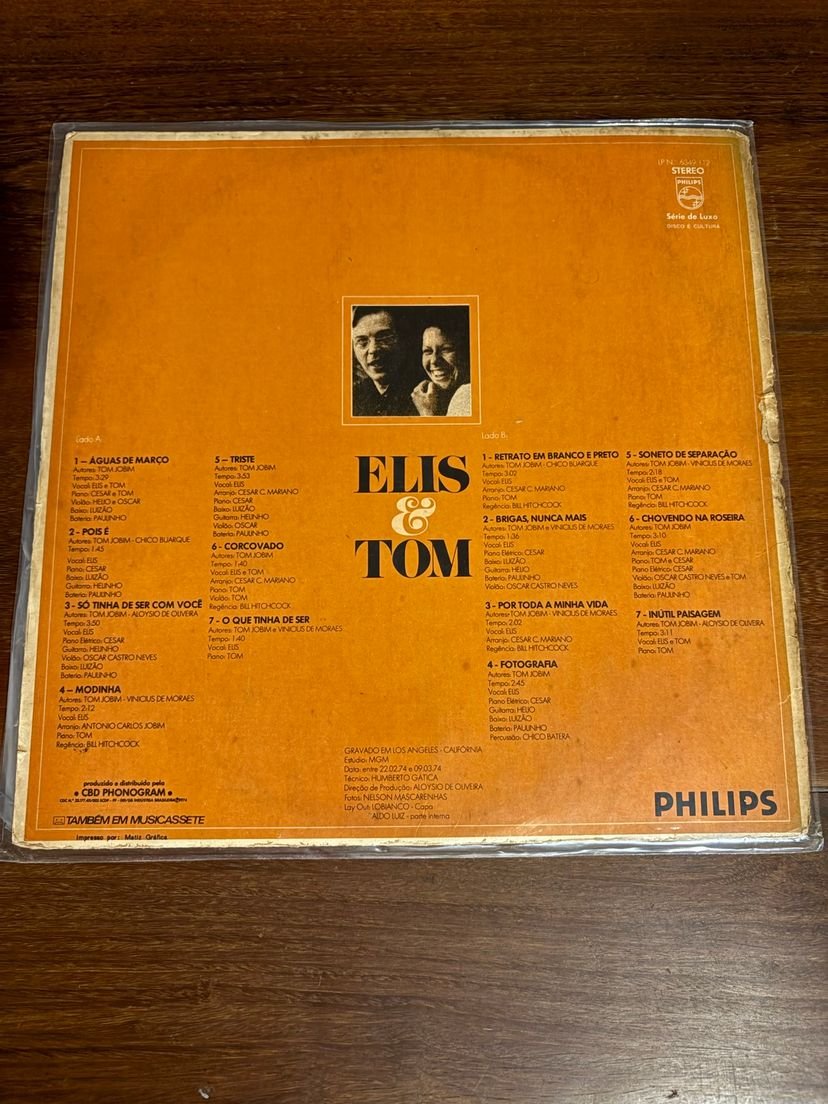 LP N.º 6349 112
STEREO
PHILIPS
Série de Luxo
DISCO É CULTURA
Lado A:
1 — ÁGUAS DE MARÇO
Autores: TOM JOBIM
Tempo: 3:29
Vocal: ELIS e TOM
Piano: CESAR e TOM
Violão: HELIO e OSCAR
Baixo: LUIZÃO
Bateria: PAULINHO
2 - POIS É
Autores: TOM JOBIM - CHICO BUARQUE
Tempo: 1:45
Vocal: ELIS
Piano: CESAR
Baixo: LUIZÃO
Guitarra: HELINHO
Bateria: PAULINHO
3 - SÓ TINHA DE SER COM VOCÊ
Autores: TOM JOBIM - ALOYSIO DE OLIVEIRA
Tempo: 3:50
Vocal: ELIS
Piano Elétrico: CESAR
Guitarra: HELINHO
Violão: OSCAR CASTRO NEVES
Baixo: LUIZÃO
Bateria: PAULINHO
4 — MODINHA
Autores: TOM JOBIM - VINICIUS DE MORAES
Tempo: 2:12
Vocal: ELIS
Arranjo: ANTONIO CARLOS JOBIM
Piano: TOM
Regência: BILL HITCHCOCK
5 — TRISTE
Autores: TOM JOBIM
Tempo: 3:53
Vocal: ELIS
Arranjo: CESAR C. MARIANO
Piano: CESAR
Baixo: LUIZÃO
Guitarra: HELINHO
Violão: OSCAR
Bateria: PAULINHO
6 - CORCOVADO
Autores: TOM JOBIM
Tempo: 1:40
Vocal: ELIS e TOM
Arranjo: CESAR C. MARIANO
Piano: TOM
Violão: TOM
Regência: BILL HITCHCOCK
7 - O QUE TINHA DE SER
Autores: TOM JOBIM e VINICIUS DE MORAES
Tempo: 1:40
Vocal: ELIS
Piano: TOM
ELIS
&
TOM
Lado B:
1 - RETRATO EM BRANCO E PRETO
Autores: TOM JOBIM - CHICO BUARQUE
Tempo: 3:02
Vocal: ELIS
Arranjo: CESAR C. MARIANO
Piano: TOM
Regência: BILL HITCHCOCK
2 - BRIGAS, NUNCA MAIS
Autores: TOM JOBIM e VINICIUS DE MORAES
Tempo: 1:36
Vocal: ELIS
Piano Elétrico: CESAR
Baixo: LUIZÃO
Guitarra: HELIO
Bateria: PAULINHO
Violão: OSCAR CASTRO NEVES
3 - POR TODA A MINHA VIDA
Autores: TOM JOBIM - VINICIUS DE MORAES
Tempo: 2:02
Vocal: ELIS
Arranjo: CESAR C. MARIANO
Regência: BILL HITCHCOCK
4 - FOTOGRAFIA
Autores: TOM JOBIM
Tempo: 2:45
Vocal: ELIS
Piano Elétrico: CESAR
Guitarra: HELIO
Baixo: LUIZÃO
Bateria: PAULINHO
Percussão: CHICO BATERA
5 - SONETO DE SEPARAÇÃO
Autores: TOM JOBIM - VINICIUS DE MORAES
Tempo: 2:18
Vocal: ELIS e TOM
Arranjo: CESAR C. MARIANO
Piano: TOM
Regência: BILL HITCHCOCK
6 - CHOVENDO NA ROSEIRA
Autores: TOM JOBIM
Tempo: 3:10
Vocal: ELIS
Arranjo: CESAR C. MARIANO
Piano: TOM e CESAR
Piano Elétrico: CESAR
Violão: OSCAR CASTRO NEVES e TOM
Baixo: LUIZÃO
Bateria: PAULINHO
7 - INÚTIL PAISAGEM
Autores: TOM JOBIM - ALOYSIO DE OLIVEIRA
Tempo: 3:11
Vocal: ELIS e TOM
Piano: TOM
GRAVADO EM LOS ANGELES - CALIFÓRNIA
Estúdio: MGM
Data: entre 22.02.74 e 09.03.74
Técnico: HUMBERTO GATICA
Direção de Produção: ALOYSIO DE OLIVEIRA
Fotos: NELSON MASCARENHAS
Lay Out: LOBIANCO - Capa
ALDO LUIZ - parte interna
produzido e distribuído pela
• CBD PHONOGRAM •
TAMBÉM EM MUSICASSETE
Impresso por: Matiz Gráfica
PHILIPS